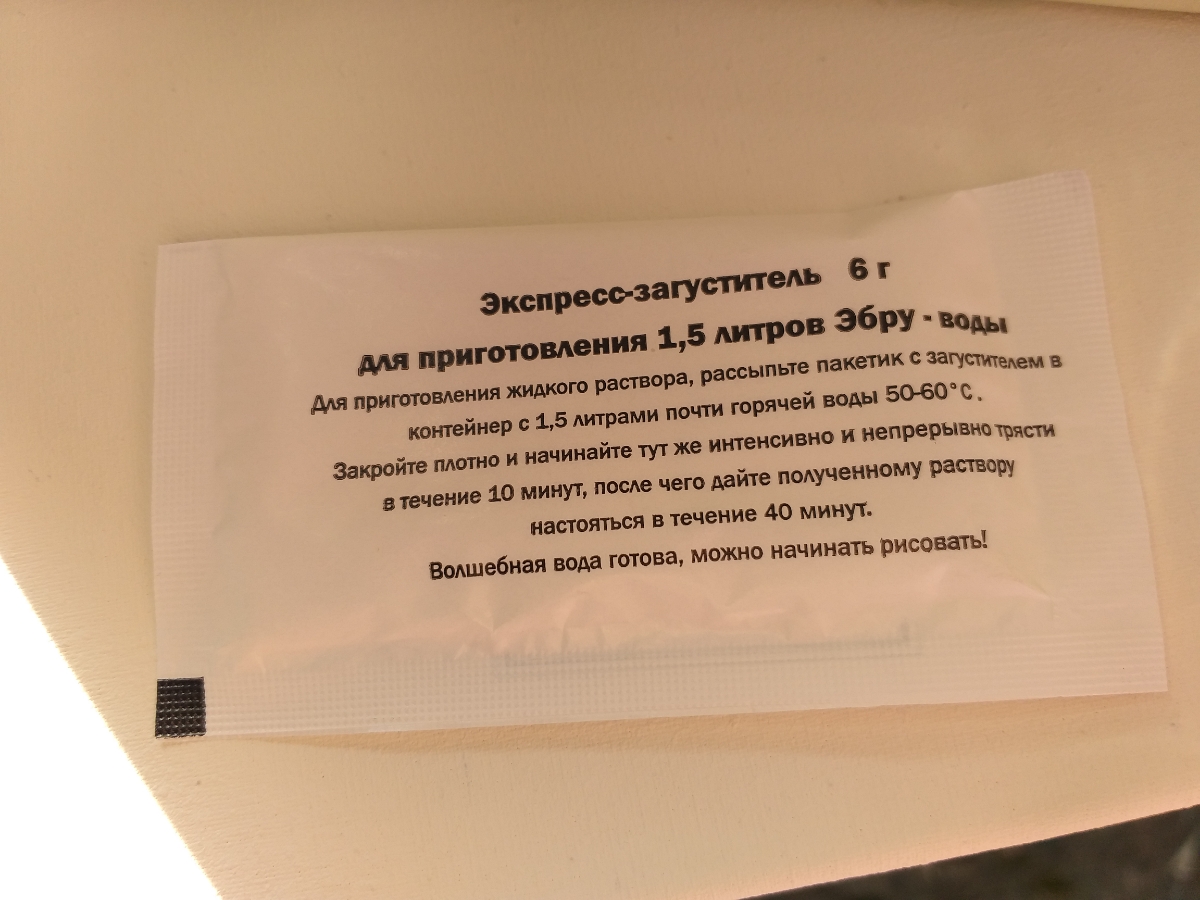 Экспресс-загуститель 6 г
для приготовления 1,5 литров Эбру - воды
Для приготовления жидкого раствора, рассыпьте пакетик с загустителем в
контейнер с 1,5 литрами почти горячей воды 50-60°С.
Закройте плотно и начинайте тут же интенсивно и непрерывно трясти
в течение 10 минут, после чего дайте полученному раствору
настояться в течение 40 минут.
Волшебная вода готова, можно начинать рисовать!